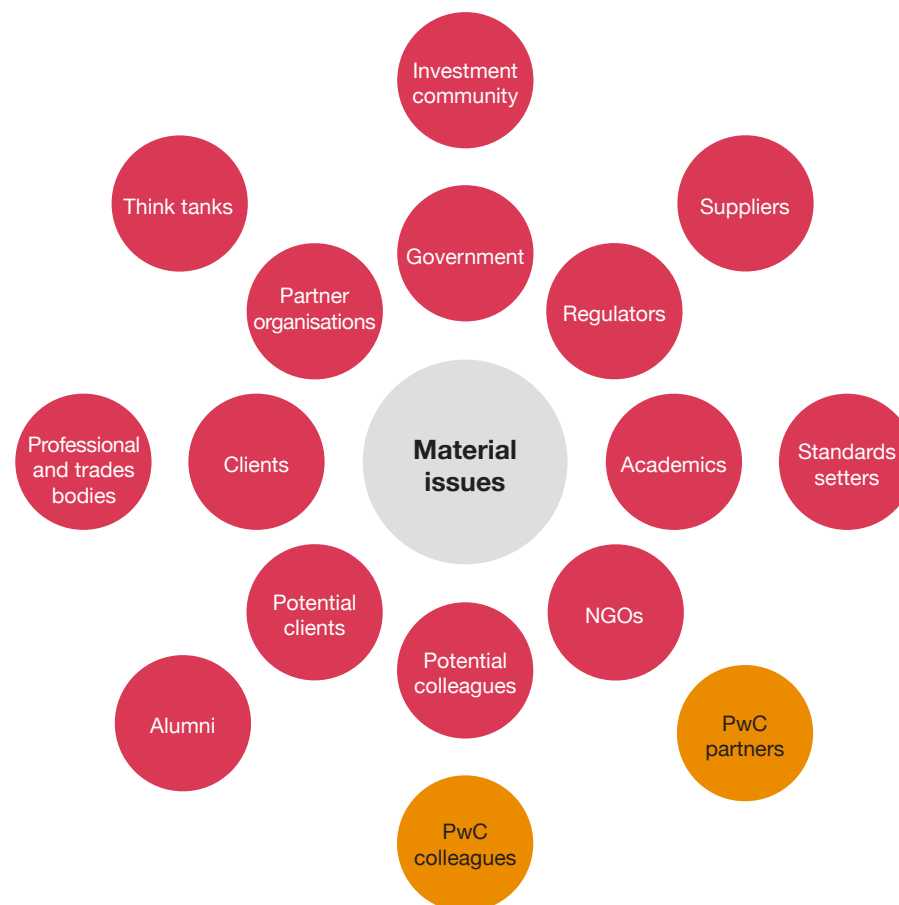 Investment
community
Think tanks
Suppliers
Government
Partner
organisations
Regulators
Professional
and trades
bodies
Clients
Material
issues
Academics
Standards
setters
Potential
clients
NGOs
Potential
colleagues
Alumni
PwC
partners
PwC
colleagues